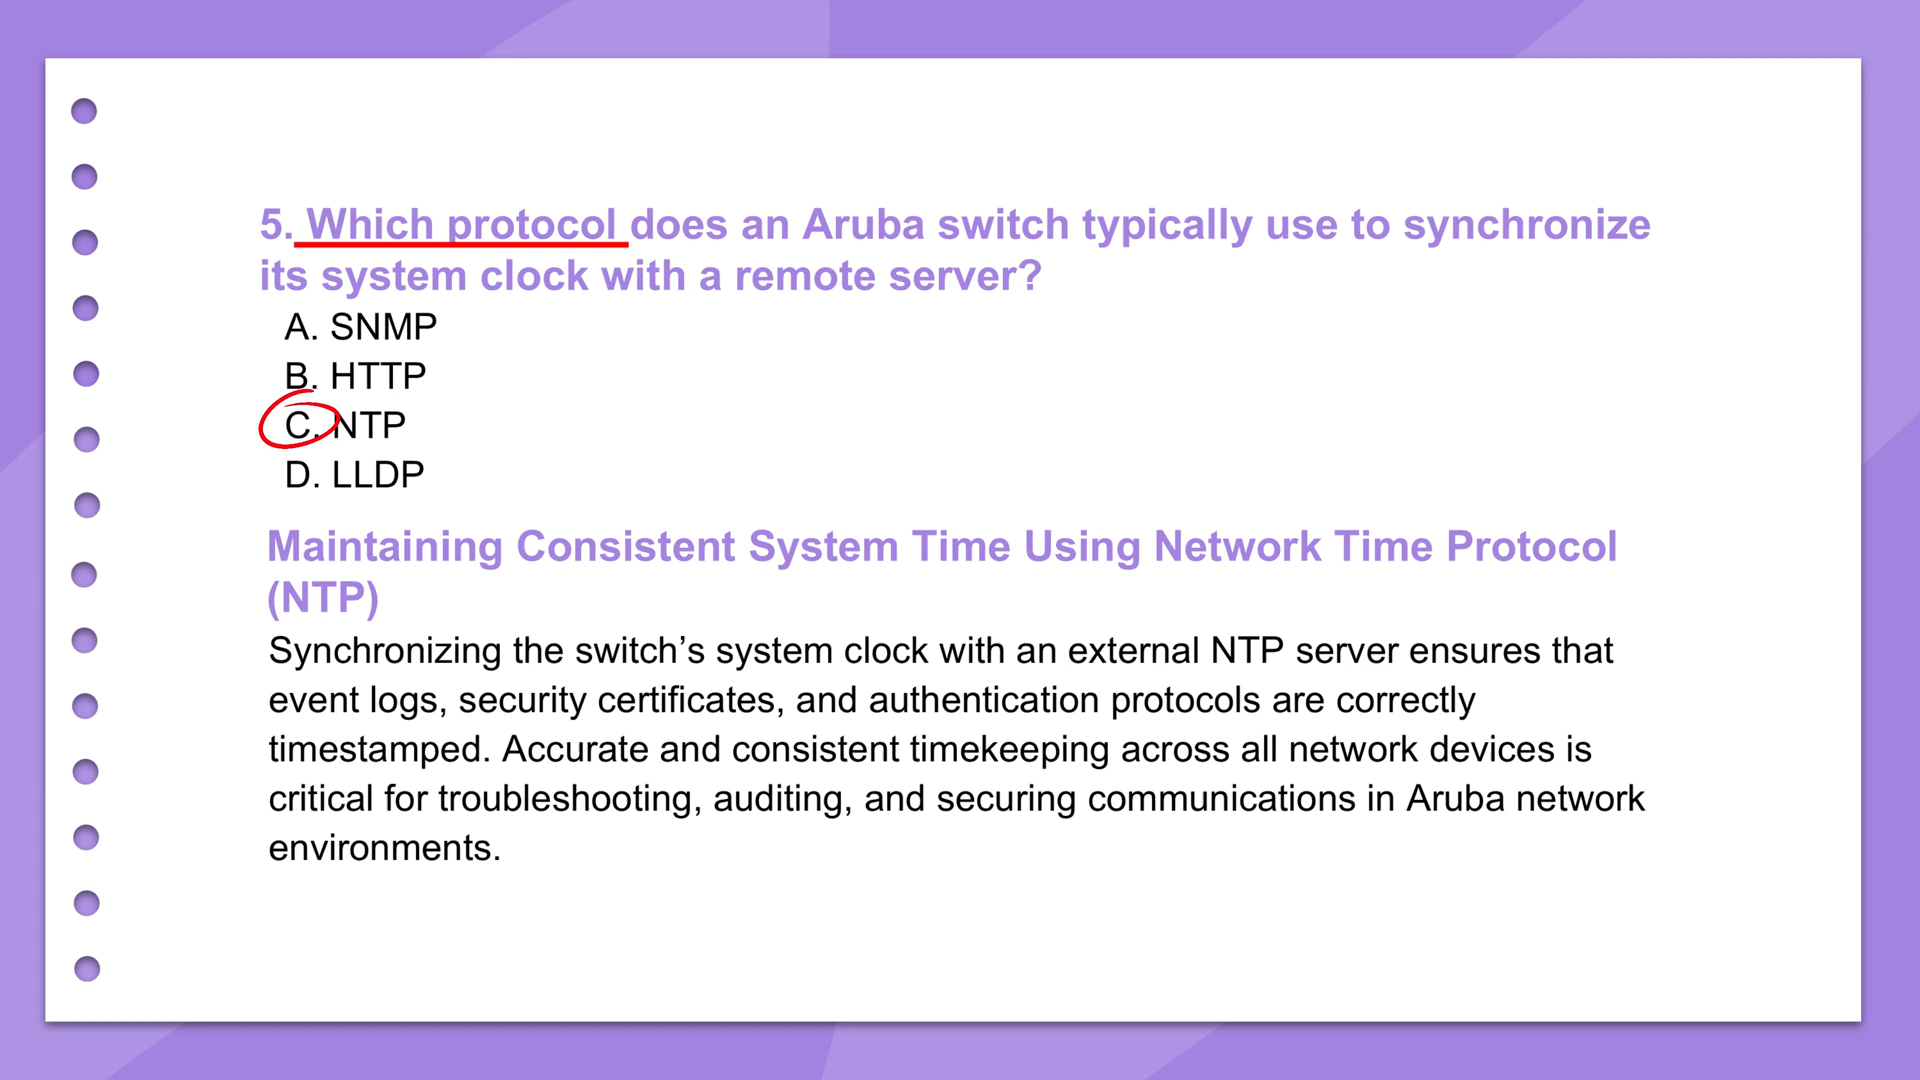 5. Which protocol does an Aruba switch typically use to synchronize
its system clock with a remote server?
A. SNMP
B. HTTP
C. NTP
D. LLDP
Maintaining Consistent System Time Using Network Time Protocol
(NTP)
Synchronizing the switch’s system clock with an external NTP server ensures that
event logs, security certificates, and authentication protocols are correctly
timestamped. Accurate and consistent timekeeping across all network devices is
critical for troubleshooting, auditing, and securing communications in Aruba network
environments.